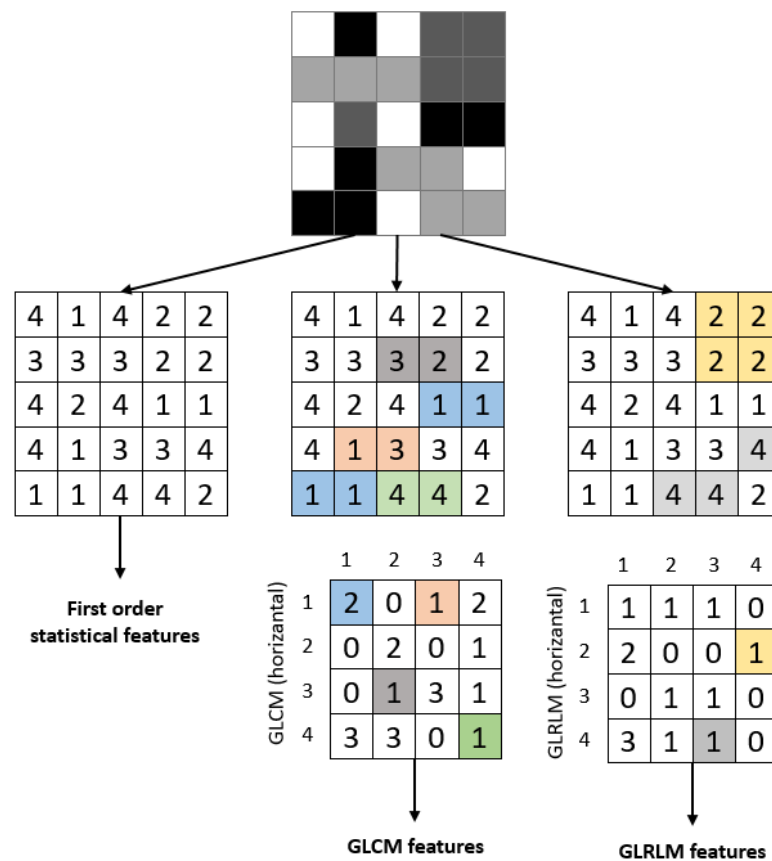 4 1 4 2 2
3 3 3 2 2
4 2 4 1 1
4 1 3 3 4
1 1 4 4 2
First order
statistical features
4 1 4 2 2
3 3 3 2 2
4 2 4 1 1
4 1 3 3 4
1 1 4 4 2
GLCM (horizantal)
1 2 3 4
1 2 0 1 2
2 0 2 0 1
3 0 1 3 1
4 3 3 0 1
GLCM features
4 1 4 2 2
3 3 3 2 2
4 2 4 1 1
4 1 3 3 4
1 1 4 4 2
GLRLM (horizantal)
1 2 3 4
1 1 1 1 0
2 2 0 0 1
3 0 1 1 0
4 3 1 1 0
GLRLM features